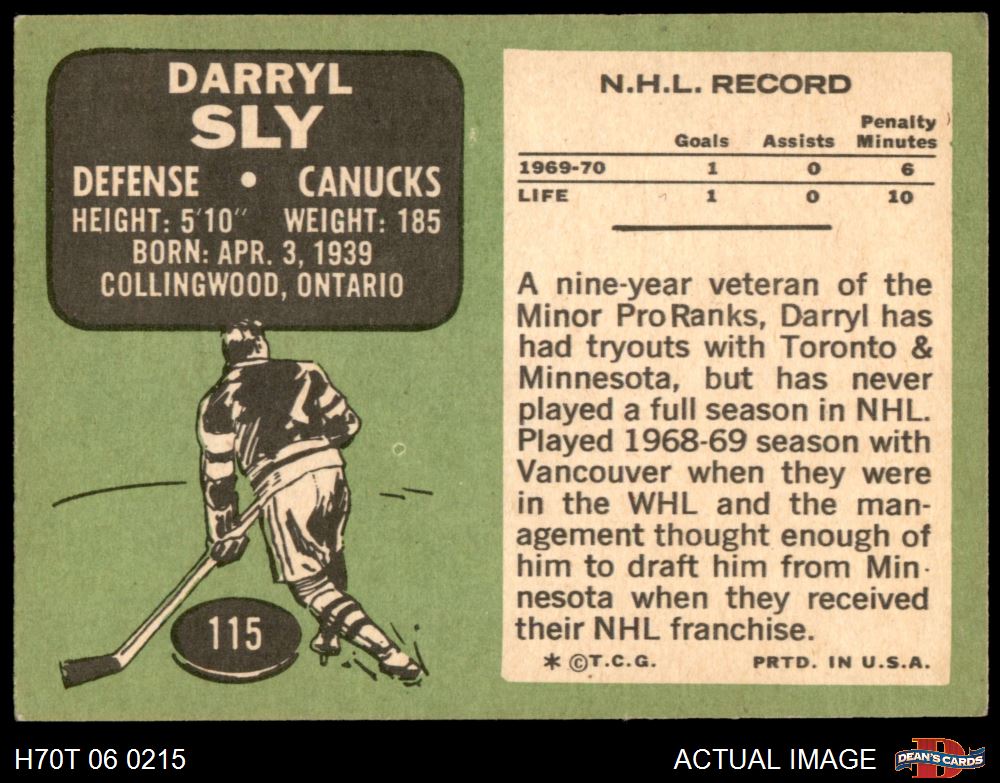 DARRYL
SLY
DEFENSE • CANUCKS
HEIGHT: 5'10" WEIGHT: 185
BORN: APR. 3, 1939
COLLINGWOOD, ONTARIO
115
N.H.L. RECORD
Goals Assists Penalty Minutes
1969-70 1 0 6
LIFE 1 0 10
A nine-year veteran of the
Minor Pro Ranks, Darryl has
had tryouts with Toronto &
Minnesota, but has never
played a full season in NHL.
Played 1968-69 season with
Vancouver when they were
in the WHL and the man-
agement thought enough of
him to draft him from Min-
nesota when they received
their NHL franchise.
* © T.C.G. PRTD. IN U.S.A.
H70T 06 0215
ACTUAL IMAGE
D
DEAN'S CARDS